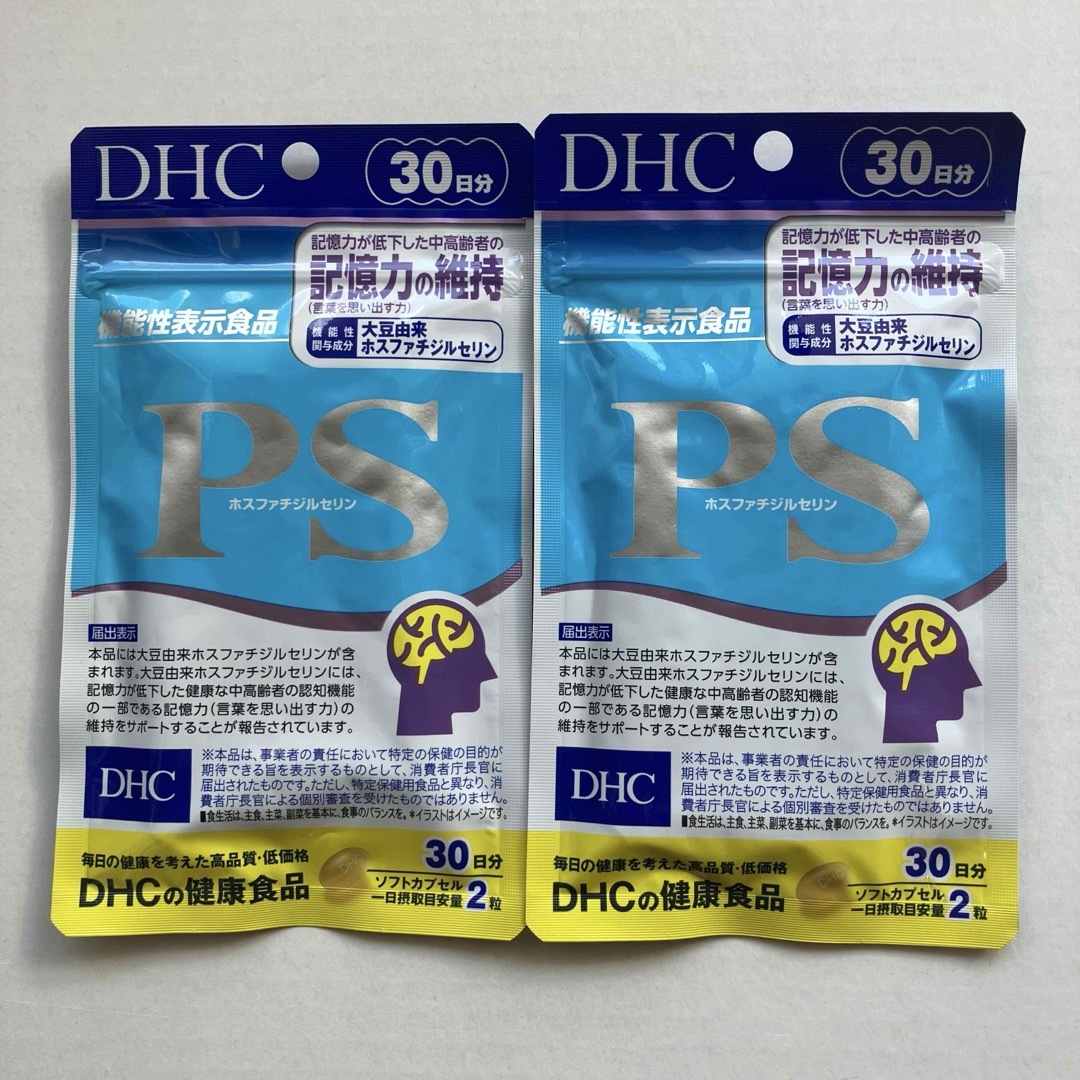 DHC
30日分
記憶力が低下した中高齢者の
記憶力の維持
(言葉を思い出す力)
機能性表示食品
機能性
関与成分
大豆由来
ホスファチジルセリン
PS
ホスファチジルセリン
届出表示
本品には大豆由来ホスファチジルセリンが含
まれます。大豆由来ホスファチジルセリンには、
記憶力が低下した健康な中高齢者の認知機能
の一部である記憶力(言葉を思い出す力)の
維持をサポートすることが報告されています。
DHC
※本品は、事業者の責任において特定の保健の目的が
期待できる旨を表示するものとして、消費者庁長官に
届出されたものです。ただし、特定保健用食品と異なり、消
費者庁長官による個別審査を受けたものではありません。
■食生活は、主食、主菜、副菜を基本に、食事のバランスを。＊イラストはイメージです。
毎日の健康を考えた高品質・低価格
DHCの健康食品
30日分
ソフトカプセル
一日摂取目安量2粒
DHC
30日分
記憶力が低下した中高齢者の
記憶力の維持
(言葉を思い出す力)
機能性表示食品
機能性
関与成分
大豆由来
ホスファチジルセリン
PS
ホスファチジルセリン
届出表示
本品には大豆由来ホスファチジルセリンが含
まれます。大豆由来ホスファチジルセリンには、
記憶力が低下した健康な中高齢者の認知機能
の一部である記憶力(言葉を思い出す力)の
維持をサポートすることが報告されています。
DHC
※本品は、事業者の責任において特定の保健の目的が
期待できる旨を表示するものとして、消費者庁長官に
届出されたものです。ただし、特定保健用食品と異なり、消
費者庁長官による個別審査を受けたものではありません。
■食生活は、主食、主菜、副菜を基本に、食事のバランスを。＊イラストはイメージです。
毎日の健康を考えた高品質・低価格
DHCの健康食品
30日分
ソフトカプセル
一日摂取目安量2粒